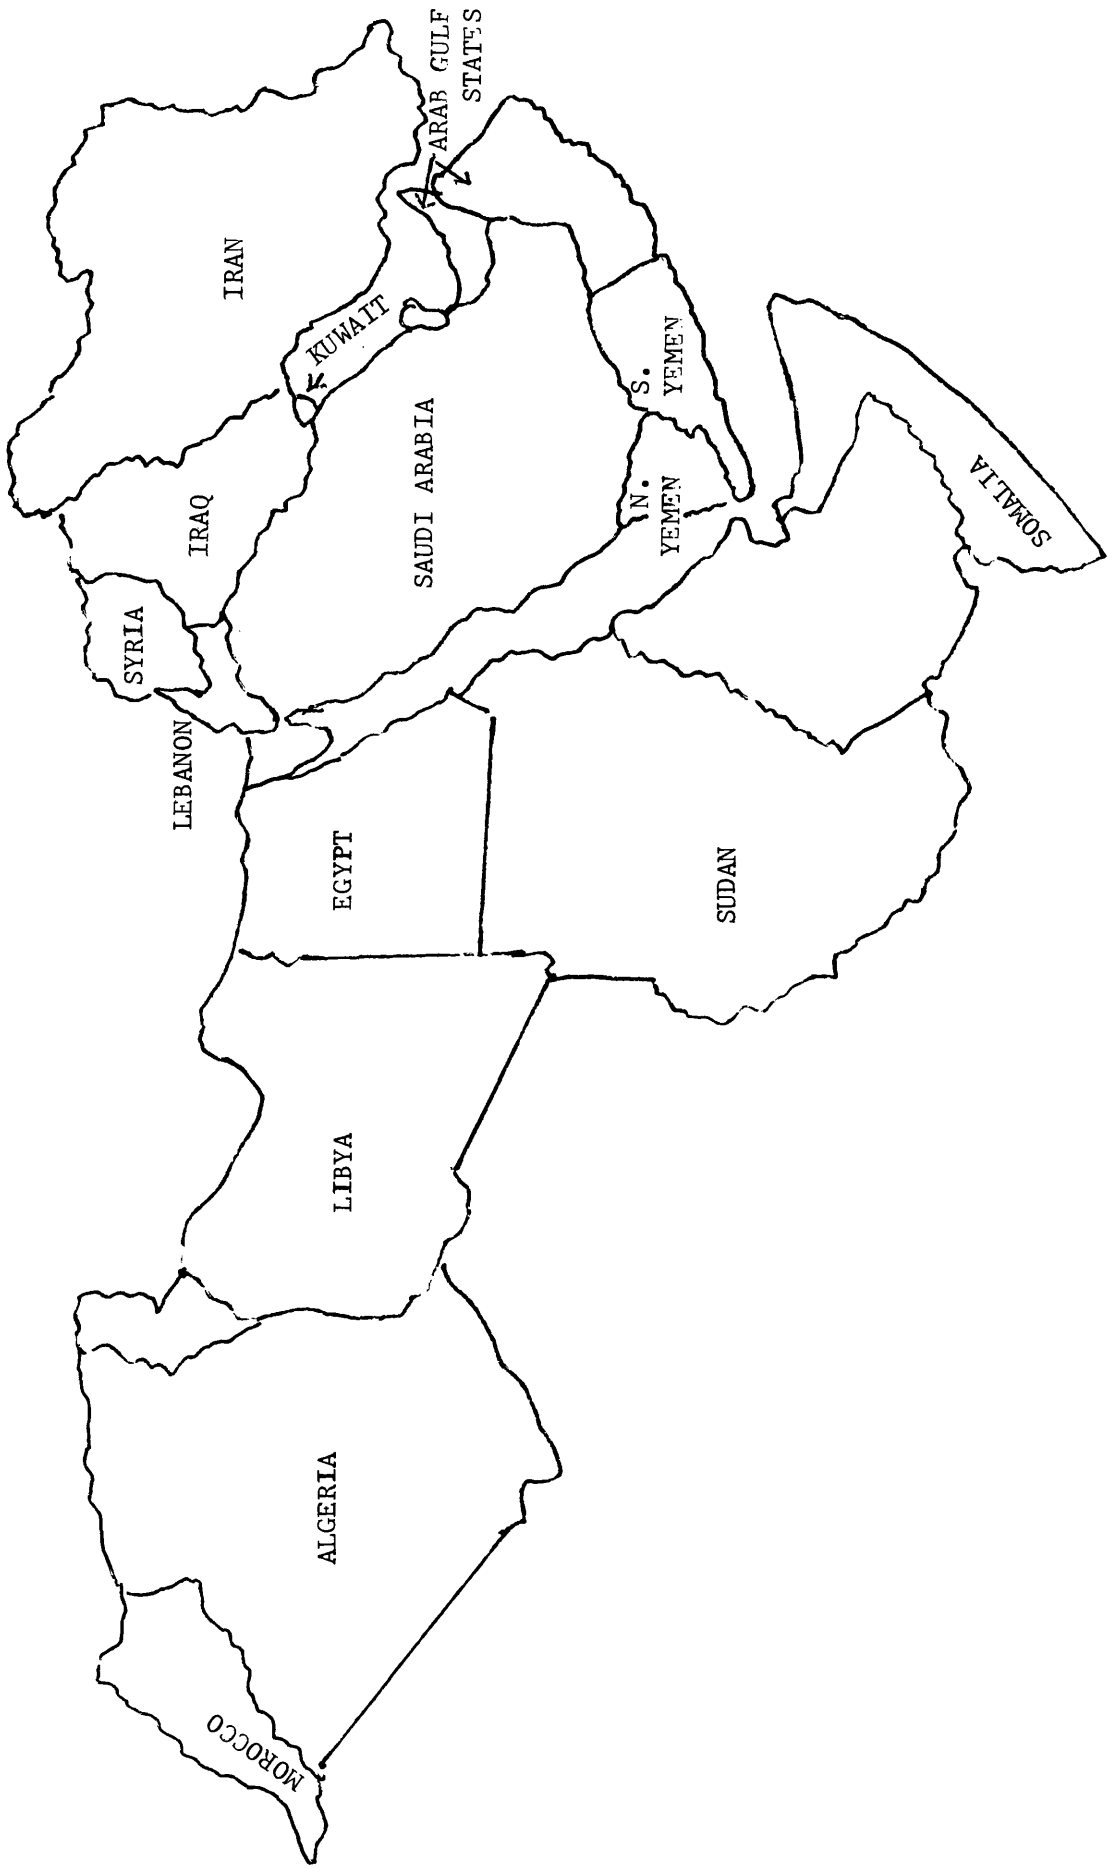 MOROCCO
ALGERIA
LIBYA
EGYPT
SUDAN
LEBANON
SYRIA
IRAQ
IRAN
KUWAIT
SAUDI ARABIA
ARAB GULF
STATES
N.
YEMEN
S.
YEMEN
SOMALIA